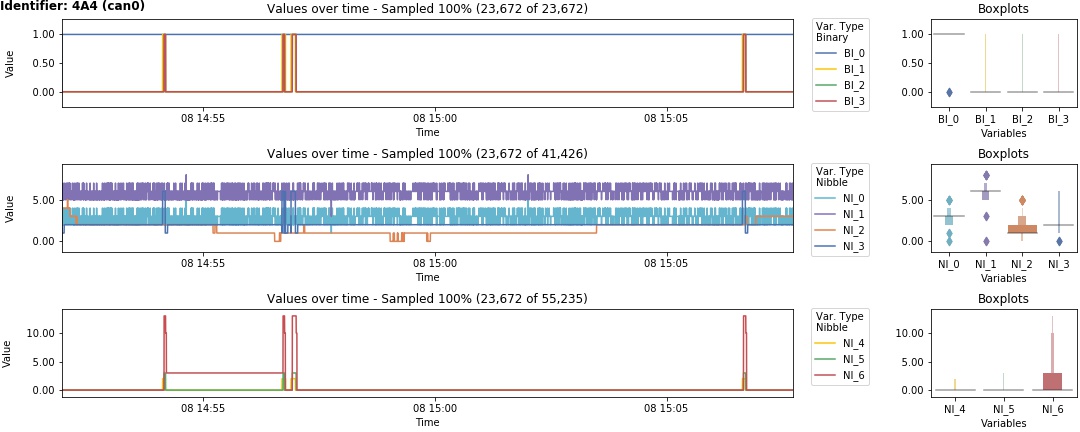 Identifier: 4A4 (can0)
Values over time - Sampled 100% (23,672 of 23,672)
Boxplots
Value
1.00
0.50
0.00
08 14:55
08 15:00
08 15:05
Time
Var. Type
Binary
BI_0
BI_1
BI_2
BI_3
1.00
0.50
0.00
BI_0
BI_1
BI_2
BI_3
Variables
Values over time - Sampled 100% (23,672 of 41,426)
Boxplots
Value
5.00
0.00
08 14:55
08 15:00
08 15:05
Time
Var. Type
Nibble
NI_0
NI_1
NI_2
NI_3
5.00
0.00
NI_0
NI_1
NI_2
NI_3
Variables
Values over time - Sampled 100% (23,672 of 55,235)
Boxplots
Value
10.00
5.00
0.00
08 14:55
08 15:00
08 15:05
Time
Var. Type
Nibble
NI_4
NI_5
NI_6
10.00
5.00
0.00
NI_4
NI_5
NI_6
Variables